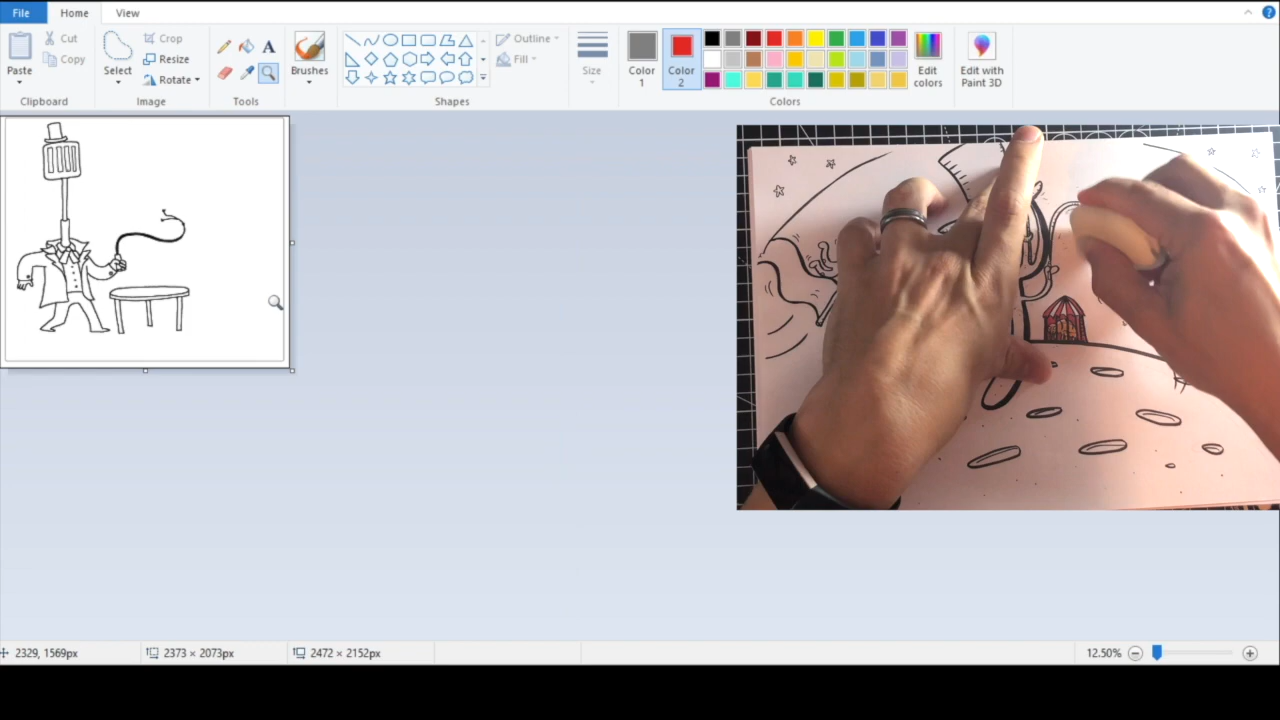 File Home View
Paste
Cut
Copy
Clipboard
Select
Crop
Resize
Rotate
Image
A
Tools
Brushes
Outline
Fill
Shapes
Size
Color 1
Color 2
Edit colors
Colors
Edit with Paint 3D
2329, 1569px 2373 × 2073px 2472 × 2152px 12.50%